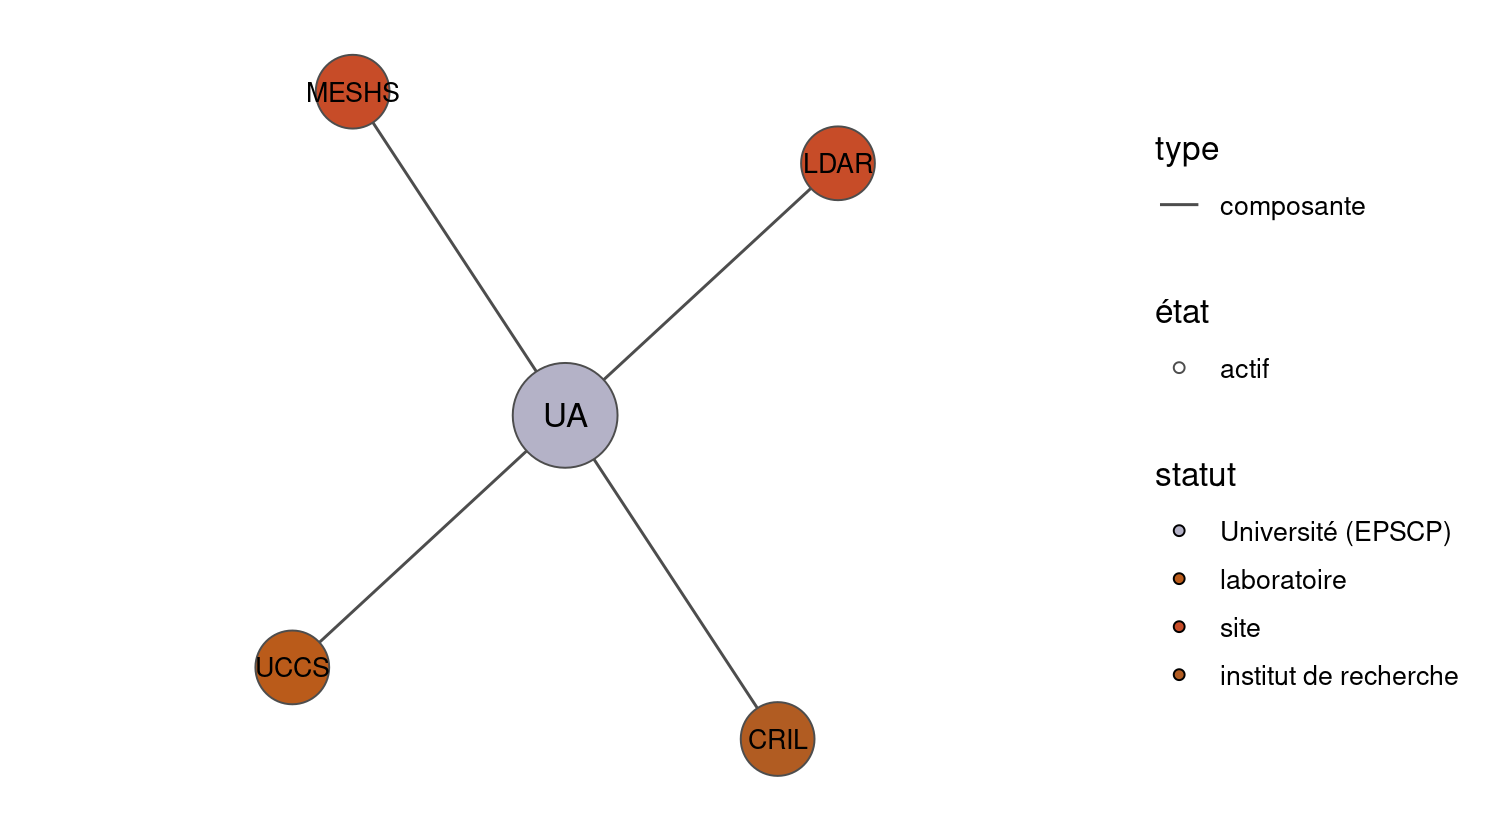 MESHS
LDAR
UA
UCCS
CRIL
type
composante
état
actif
statut
Université (EPSCP)
laboratoire
site
institut de recherche